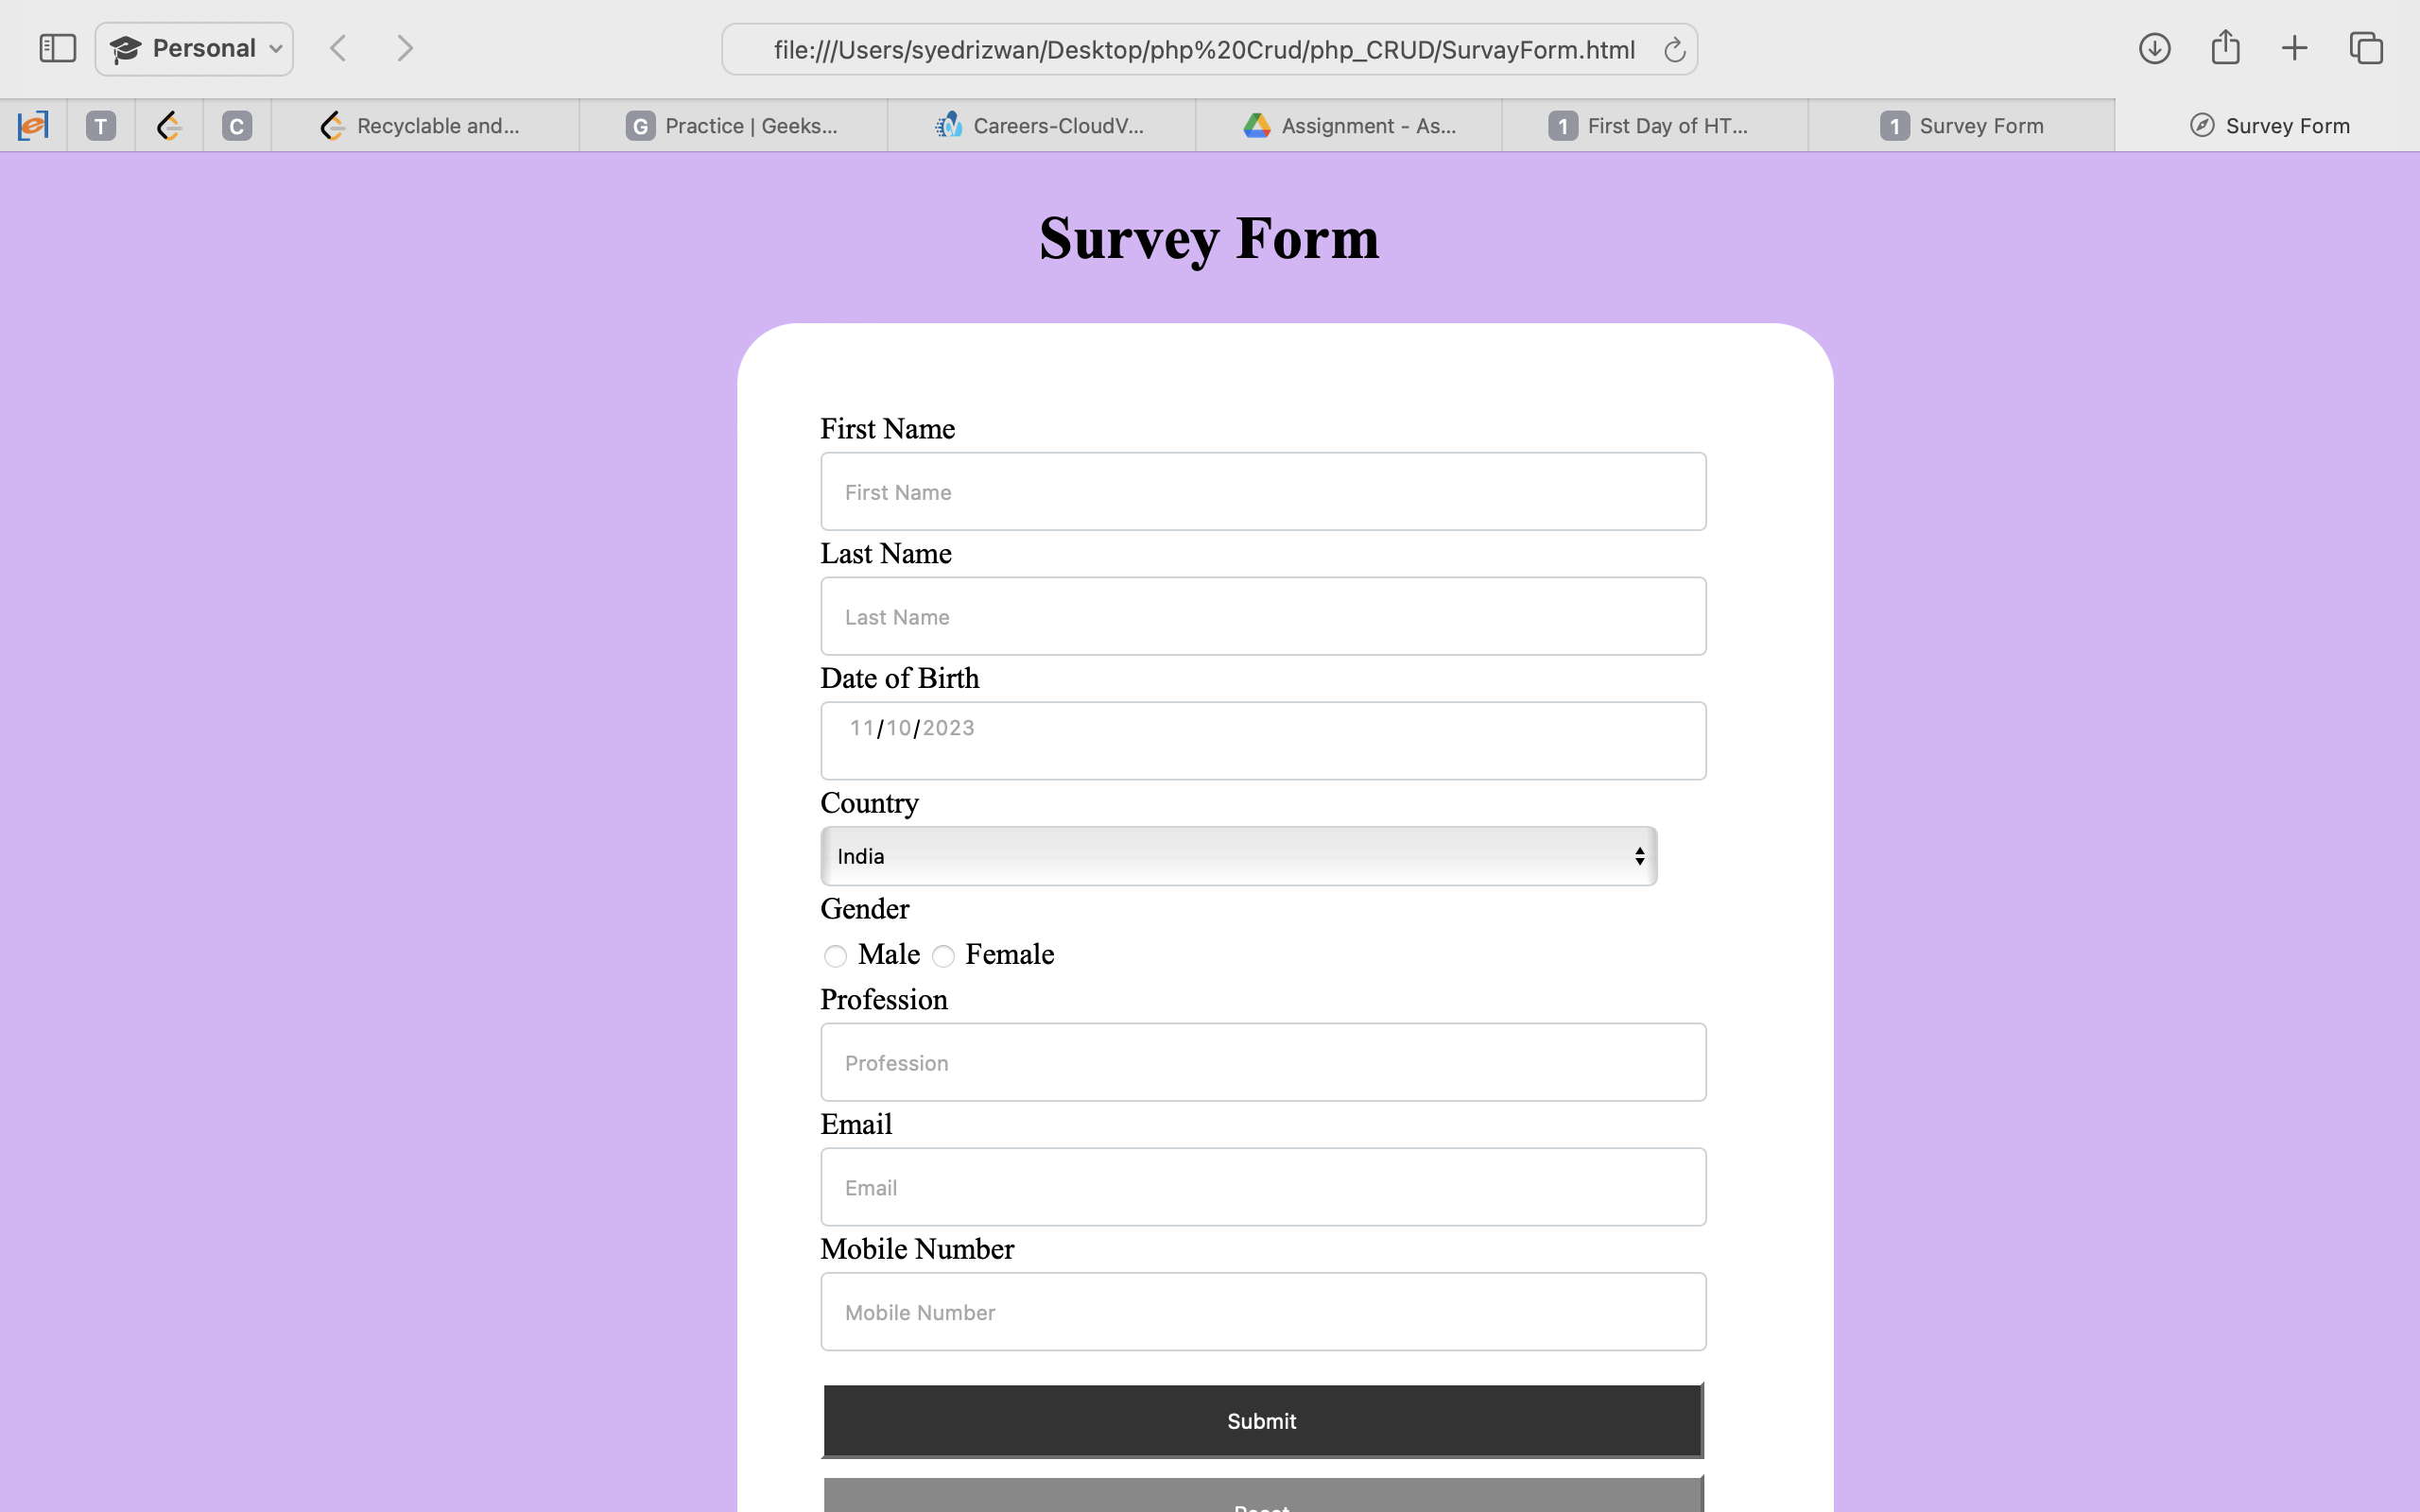 Personal
file:///Users/syedrizwan/Desktop/php%20Crud/php_CRUD/SurvayForm.html
T
C
Recyclable and...
G Practice | Geeks...
Careers-CloudV...
Assignment - As...
1 First Day of HT...
1 Survey Form
Survey Form
Survey Form
First Name
First Name
Last Name
Last Name
Date of Birth
11/10/2023
Country
India
Gender
Male Female
Profession
Profession
Email
Email
Mobile Number
Mobile Number
Submit